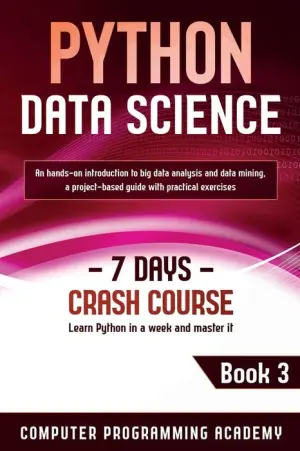 PYTHON
DATA SCIENCE
An hands-on introduction to big data analysis and data mining,
a project-based guide with practical exercises
- 7 DAYS -
CRASH COURSE
Learn Python in a week and master it
Book 3
COMPUTER PROGRAMMING ACADEMY